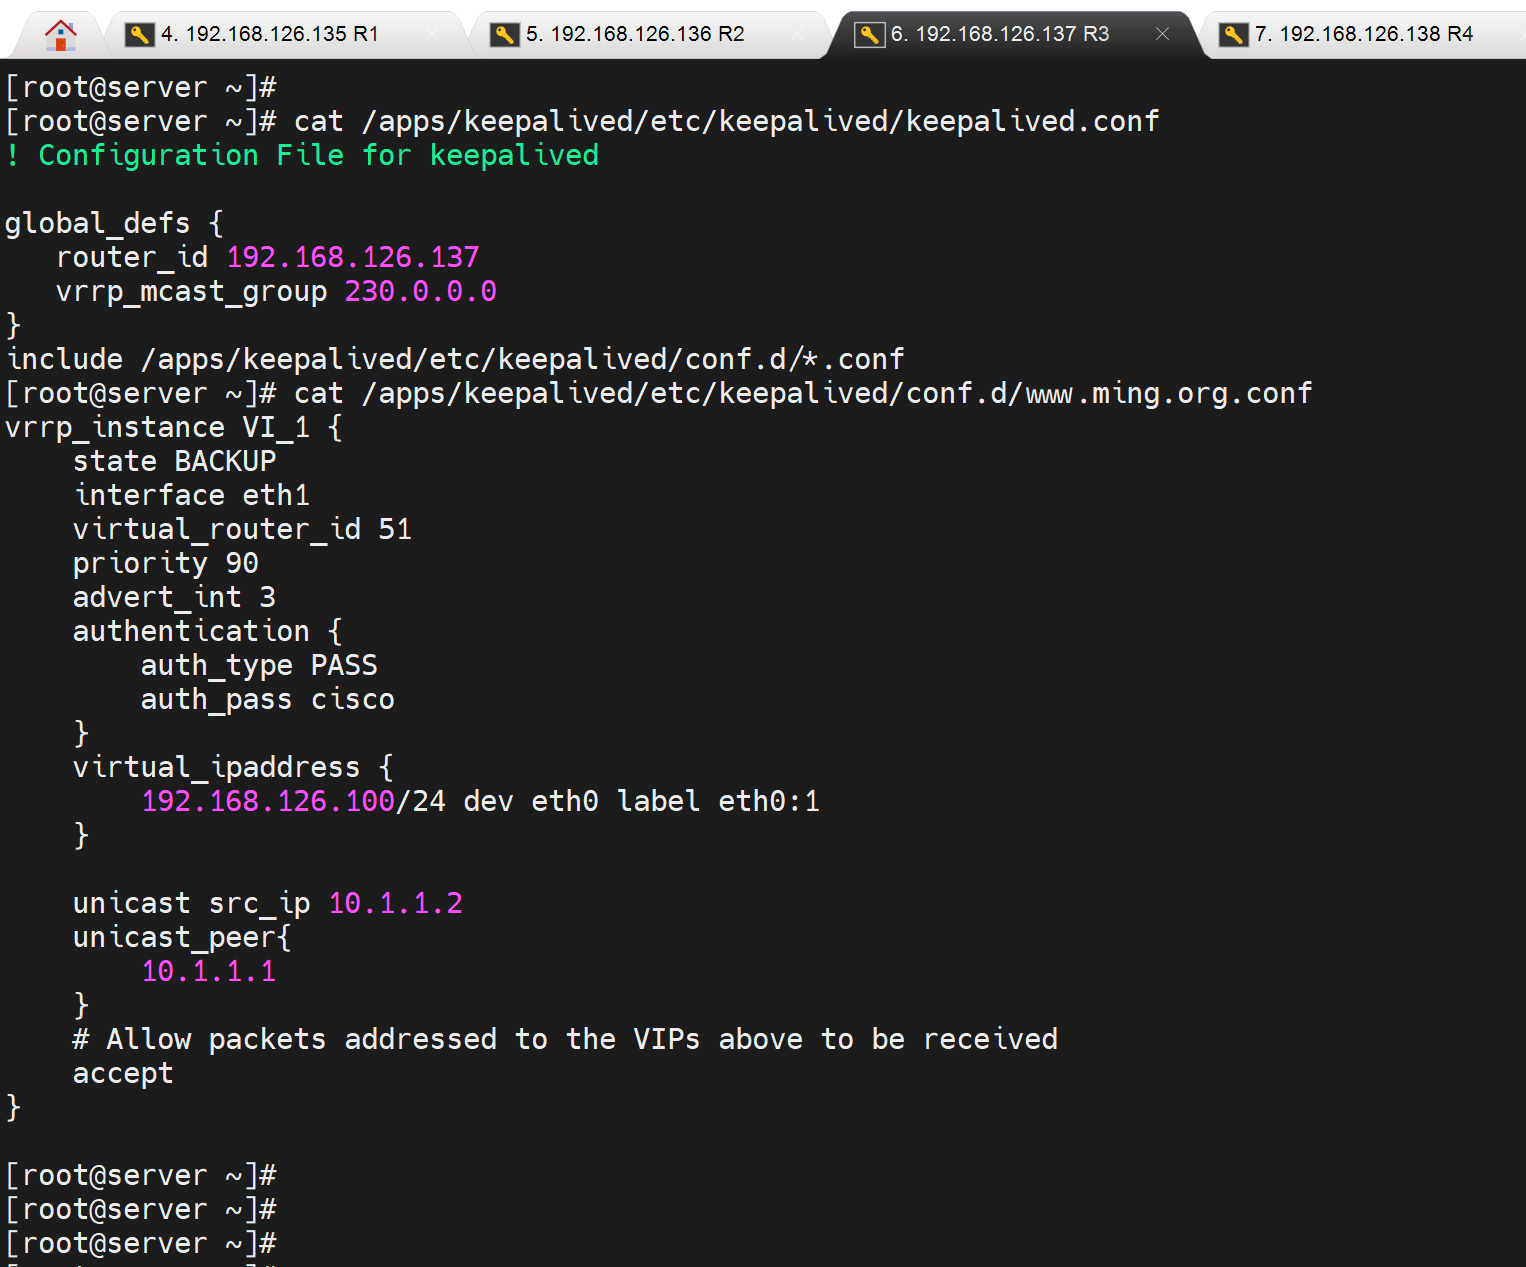 4. 192.168.126.135 R1
5. 192.168.126.136 R2
6. 192.168.126.137 R3
7. 192.168.126.138 R4
[root@server ~]#
[root@server ~]# cat /apps/keepalived/etc/keepalived/keepalived.conf
! Configuration File for keepalived
global_defs {
   router_id 192.168.126.137
   vrrp_mcast_group 230.0.0.0
}
include /apps/keepalived/etc/keepalived/conf.d/*.conf
[root@server ~]# cat /apps/keepalived/etc/keepalived/conf.d/www.ming.org.conf
vrrp_instance VI_1 {
    state BACKUP
    interface eth1
    virtual_router_id 51
    priority 90
    advert_int 3
    authentication {
        auth_type PASS
        auth_pass cisco
    }
    virtual_ipaddress {
        192.168.126.100/24 dev eth0 label eth0:1
    }
    unicast src_ip 10.1.1.2
    unicast_peer{
        10.1.1.1
    }
    # Allow packets addressed to the VIPs above to be received
    accept
}
[root@server ~]#
[root@server ~]#
[root@server ~]#